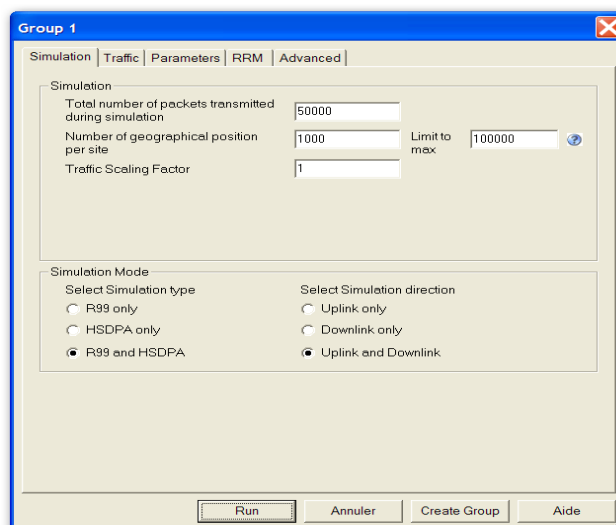 Group 1
Simulation Traffic Parameters RRM Advanced
Simulation
Total number of packets transmitted
during simulation
50000
Number of geographical position
per site
1000
Limit to
max
100000
Traffic Scaling Factor
1
Simulation Mode
Select Simulation type
Select Simulation direction
R99 only
Uplink only
HSDPA only
Downlink only
R99 and HSDPA
Uplink and Downlink
Run Annuler Create Group Aide